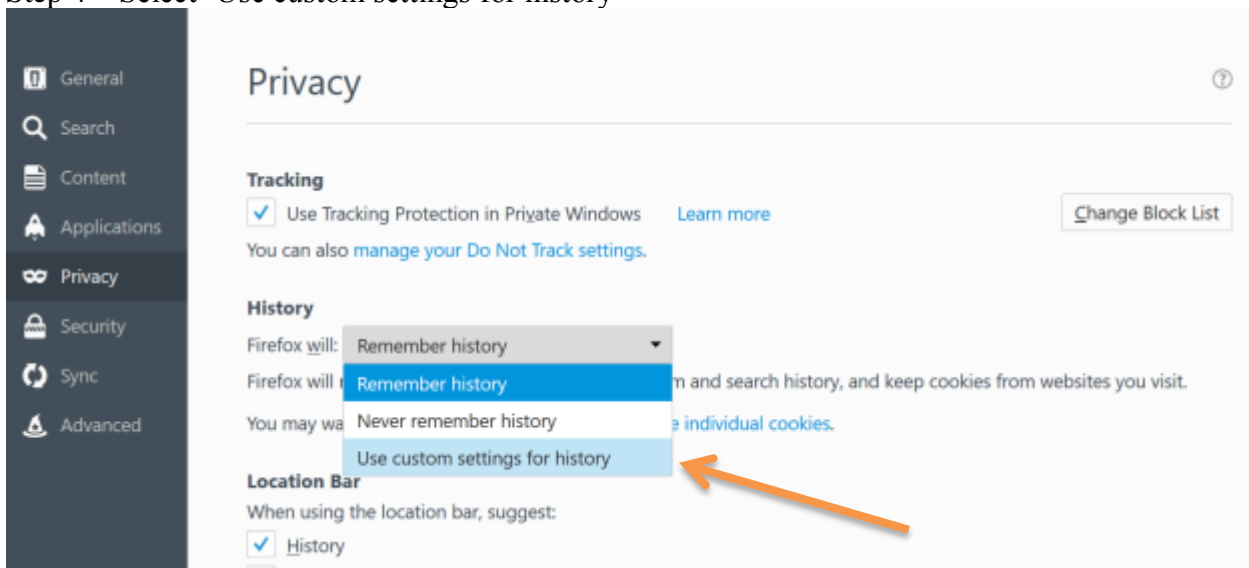 Step 4 – Select "Use custom settings for history"
General
Search
Content
Applications
Privacy
Security
Sync
Advanced
Privacy
?
Tracking
Use Tracking Protection in Private Windows Learn more
Change Block List
You can also manage your Do Not Track settings.
History
Firefox will: Remember history
Firefox will
Remember history
and search history, and keep cookies from websites you visit.
You may
Never remember history
individual cookies.
Use custom settings for history
Location Bar
When using the location bar, suggest:
History